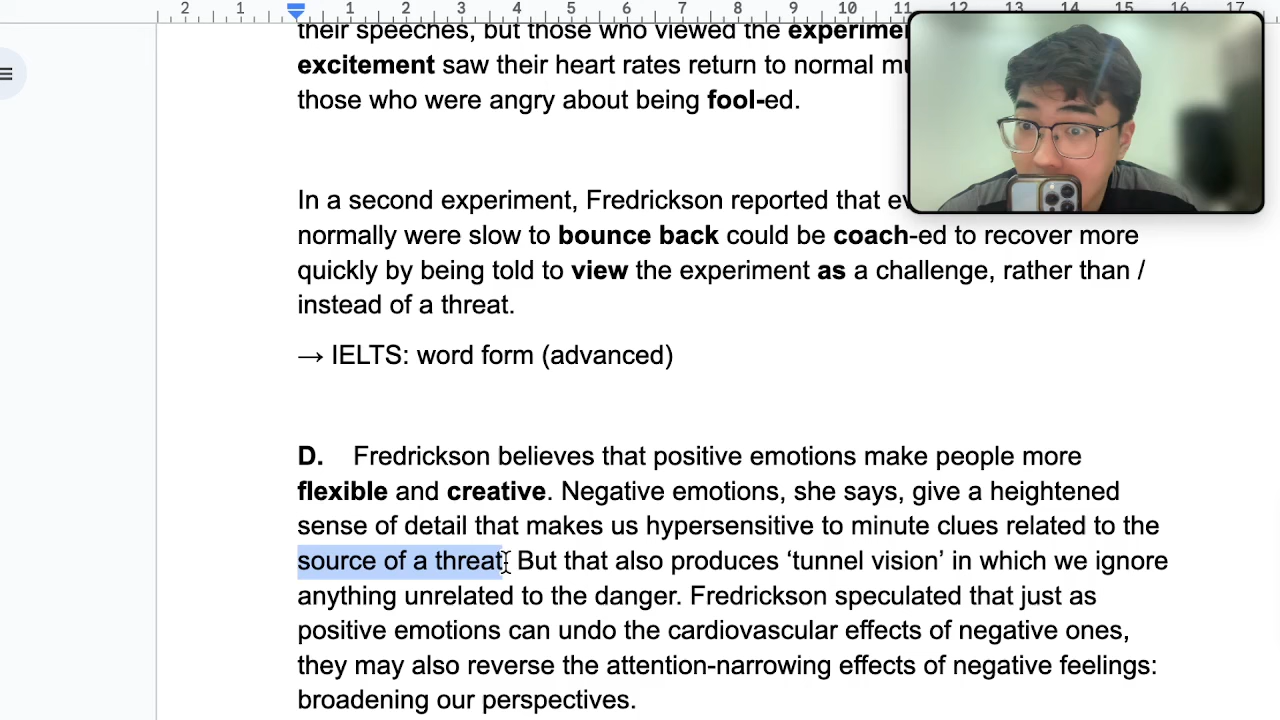 2 1 1 2 3 4 5 6 7 8 9 10 11 12 13 14 15 16 17
their speeches, but those who viewed the
excitement saw their heart rates return to normal
those who were angry about being fool-ed.
In a second experiment, Fredrickson reported that
normally were slow to bounce back could be coach-ed to recover more
quickly by being told to view the experiment as a challenge, rather than /
instead of a threat.
→ IELTS: word form (advanced)
D. Fredrickson believes that positive emotions make people more
flexible and creative. Negative emotions, she says, give a heightened
sense of detail that makes us hypersensitive to minute clues related to the
source of a threat. But that also produces ‘tunnel vision’ in which we ignore
anything unrelated to the danger. Fredrickson speculated that just as
positive emotions can undo the cardiovascular effects of negative ones,
they may also reverse the attention-narrowing effects of negative feelings:
broadening our perspectives.